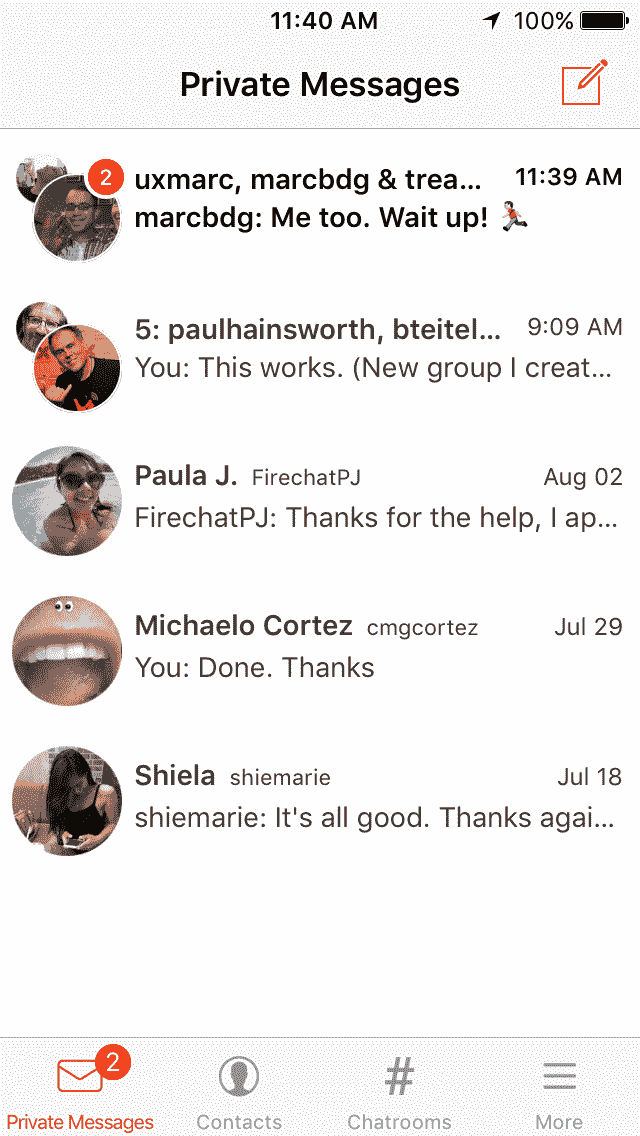 11:40 AM 100%
Private Messages
2
uxmarc, marcbdg & trea... 11:39 AM
marcbdg: Me too. Wait up! 🏃
5: paulhainsworth, bteitel... 9:09 AM
You: This works. (New group I creat...
Paula J. FirechatPJ Aug 02
FirechatPJ: Thanks for the help, I ap...
Michaelo Cortez cmgcortez Jul 29
You: Done. Thanks
Shiela shiemarie Jul 18
shiemarie: It's all good. Thanks agai...
2
#
Private Messages Contacts Chatrooms More